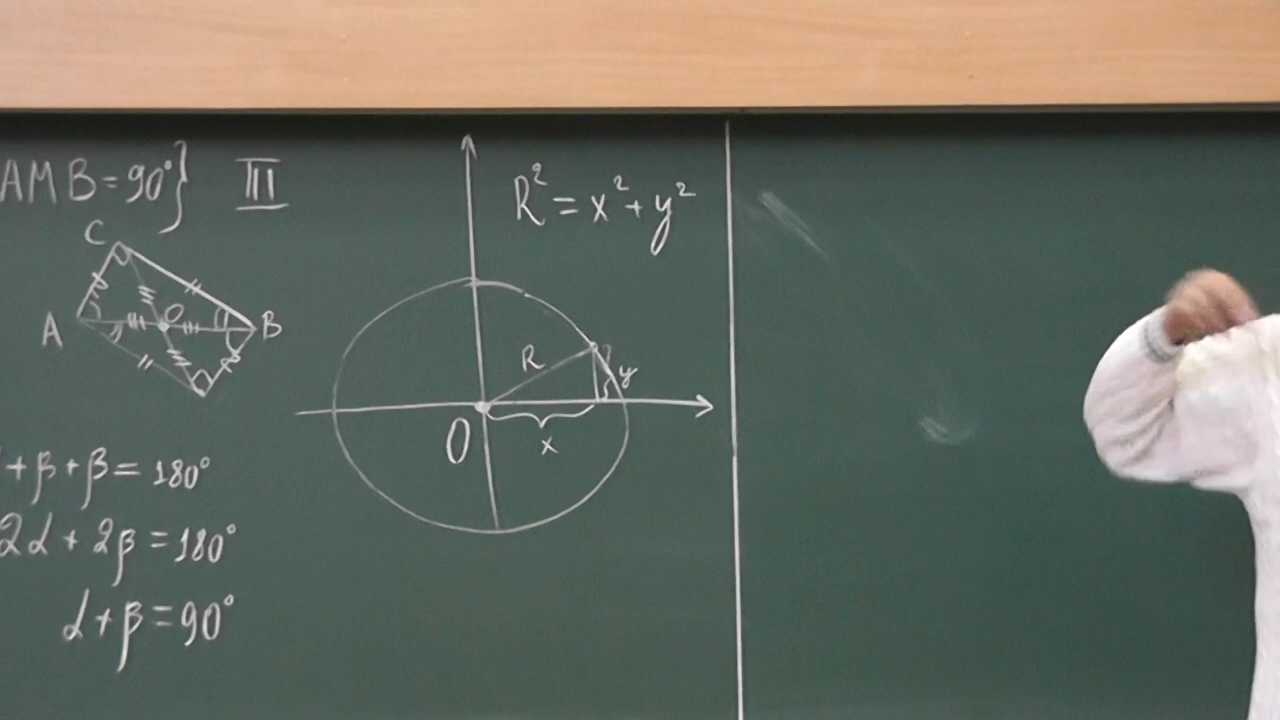 AMB=90°} III
C
A O B
+β+β=180°
2α+2β=180°
α+β=90°
R²=x²+y²
R y
O x